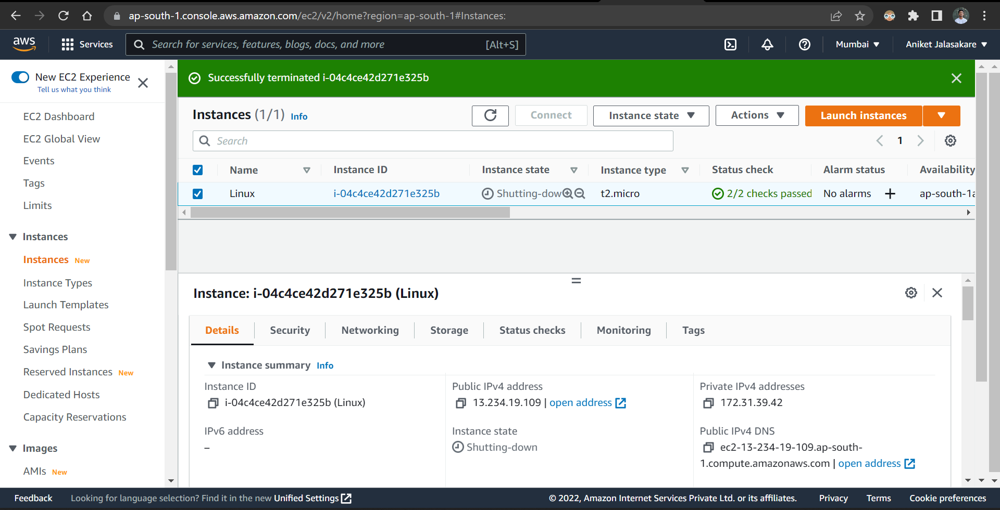 ap-south-1.console.aws.amazon.com/ec2/v2/home?region=ap-south-1#Instances:
aws Services Search for services, features, blogs, docs, and more [Alt+S] Mumbai Aniket Jalasakare
New EC2 Experience
Tell us what you think
EC2 Dashboard
EC2 Global View
Events
Tags
Limits
Instances
Instances New
Instance Types
Launch Templates
Spot Requests
Savings Plans
Reserved Instances New
Dedicated Hosts
Capacity Reservations
Images
AMIs New
Successfully terminated i-04c4ce42d271e325b
Instances (1/1) Info Connect Instance state Actions Launch instances
Search 1
Name Instance ID Instance state Instance type Status check Alarm status Availability
Linux i-04c4ce42d271e325b Shutting-dow t2.micro 2/2 checks passed No alarms + ap-south-1a
Instance: i-04c4ce42d271e325b (Linux)
Details Security Networking Storage Status checks Monitoring Tags
Instance summary Info
Instance ID
i-04c4ce42d271e325b (Linux)
Public IPv4 address
13.234.19.109 | open address
Private IPv4 addresses
172.31.39.42
IPv6 address
–
Instance state
Shutting-down
Public IPv4 DNS
ec2-13-234-19-109.ap-south-
1.compute.amazonaws.com | open address
Feedback Looking for language selection? Find it in the new Unified Settings © 2022, Amazon Internet Services Private Ltd. or its affiliates. Privacy Terms Cookie preferences